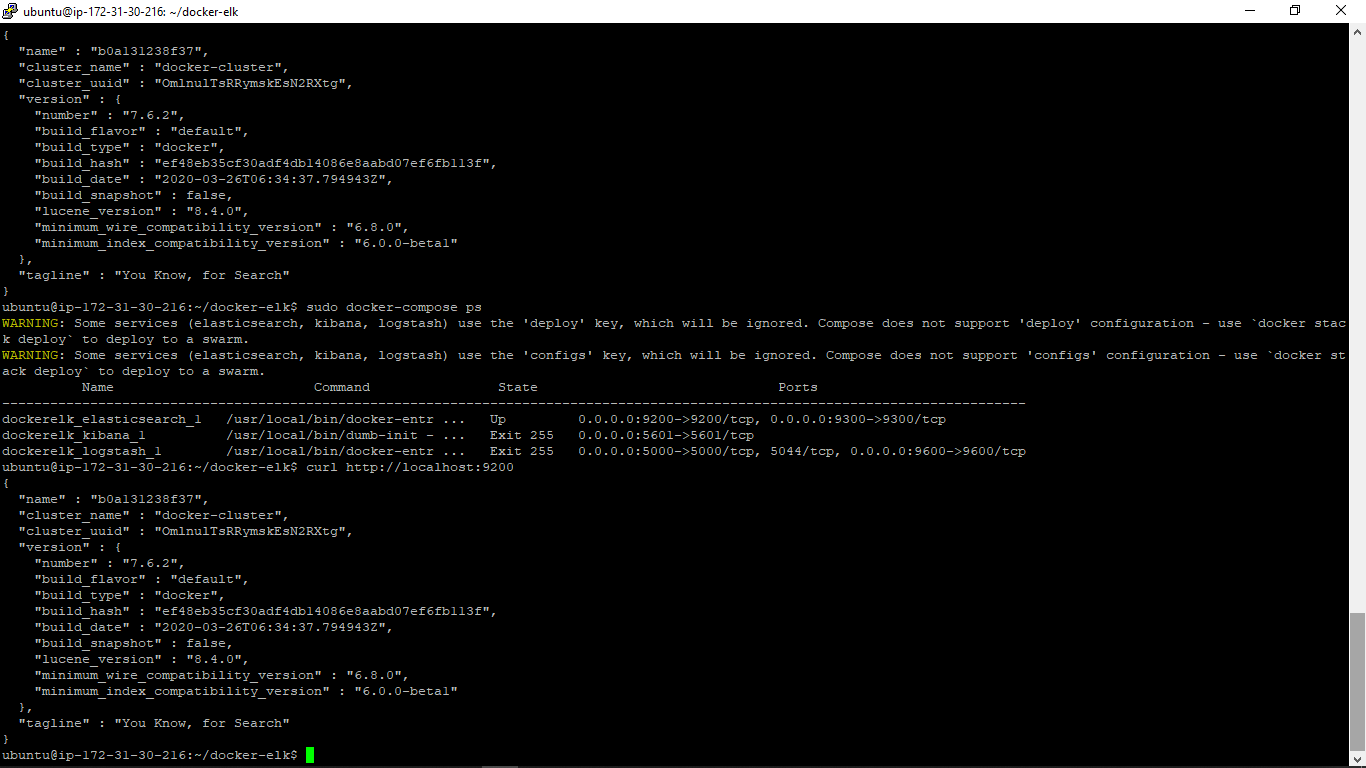 ubuntu@ip-172-31-30-216: ~/docker-elk
{
  "name" : "b0a131238f37",
  "cluster_name" : "docker-cluster",
  "cluster_uuid" : "OmlnulTsRRymskEsN2RXtg",
  "version" : {
    "number" : "7.6.2",
    "build_flavor" : "default",
    "build_type" : "docker",
    "build_hash" : "ef48eb35cf30adf4db14086e8aabd07ef6fb113f",
    "build_date" : "2020-03-26T06:34:37.794943Z",
    "build_snapshot" : false,
    "lucene_version" : "8.4.0",
    "minimum_wire_compatibility_version" : "6.8.0",
    "minimum_index_compatibility_version" : "6.0.0-beta1"
  },
  "tagline" : "You Know, for Search"
}
ubuntu@ip-172-31-30-216:~/docker-elk$ sudo docker-compose ps
WARNING: Some services (elasticsearch, kibana, logstash) use the 'deploy' key, which will be ignored. Compose does not support 'deploy' configuration - use `docker stac
k deploy` to deploy to a swarm.
WARNING: Some services (elasticsearch, kibana, logstash) use the 'configs' key, which will be ignored. Compose does not support 'configs' configuration - use `docker st
ack deploy` to deploy to a swarm.
          Name                         Command                State                              Ports
--------------------------------------------------------------------------------------------------------------------------------
dockerelk_elasticsearch_1   /usr/local/bin/docker-entr ...   Up         0.0.0.0:9200->9200/tcp, 0.0.0.0:9300->9300/tcp
dockerelk_kibana_1          /usr/local/bin/dumb-init - ...   Exit 255   0.0.0.0:5601->5601/tcp
dockerelk_logstash_1        /usr/local/bin/docker-entr ...   Exit 255   0.0.0.0:5000->5000/tcp, 5044/tcp, 0.0.0.0:9600->9600/tcp
ubuntu@ip-172-31-30-216:~/docker-elk$ curl http://localhost:9200
{
  "name" : "b0a131238f37",
  "cluster_name" : "docker-cluster",
  "cluster_uuid" : "OmlnulTsRRymskEsN2RXtg",
  "version" : {
    "number" : "7.6.2",
    "build_flavor" : "default",
    "build_type" : "docker",
    "build_hash" : "ef48eb35cf30adf4db14086e8aabd07ef6fb113f",
    "build_date" : "2020-03-26T06:34:37.794943Z",
    "build_snapshot" : false,
    "lucene_version" : "8.4.0",
    "minimum_wire_compatibility_version" : "6.8.0",
    "minimum_index_compatibility_version" : "6.0.0-beta1"
  },
  "tagline" : "You Know, for Search"
}
ubuntu@ip-172-31-30-216:~/docker-elk$